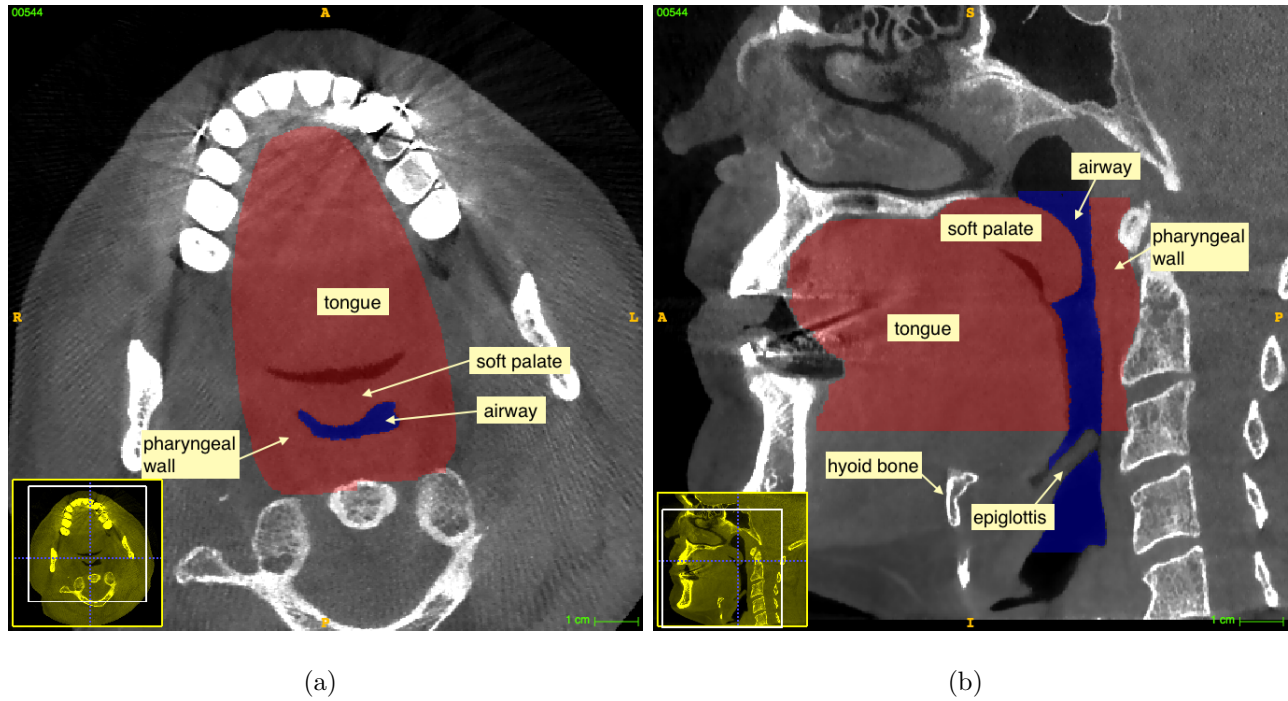 00544
A
R
L
tongue
soft palate
airway
pharyngeal
wall
P
1 cm
00544
S
airway
soft palate
pharyngeal
wall
A
P
tongue
hyoid bone
epiglottis
I
1 cm
(a)
(b)